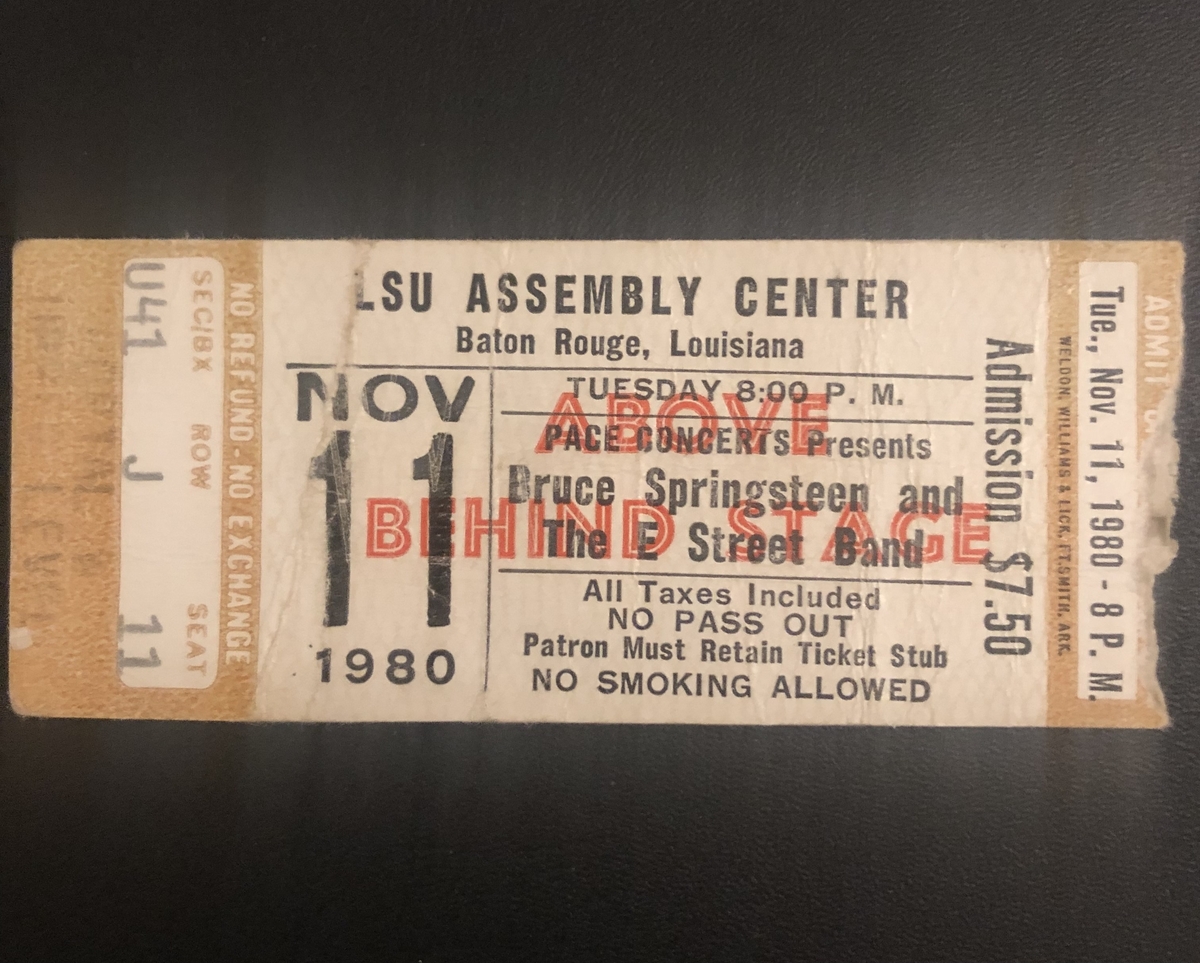 U41 J 11
SEC/BX ROW SEAT
NO REFUND - NO EXCHANGE
LSU ASSEMBLY CENTER
Baton Rouge, Louisiana
NOV
11
1980
TUESDAY 8:00 P. M.
ABOVE
PACE CONCERTS Presents
Bruce Springsteen and
BEHIND STAGE
The E Street Band
All Taxes Included
NO PASS OUT
Patron Must Retain Ticket Stub
NO SMOKING ALLOWED
Admission $7.50
WELDON, WILLIAMS & LICK, FT.SMITH, ARK.
Tue., Nov. 11, 1980 - 8 P. M.
ADMIT